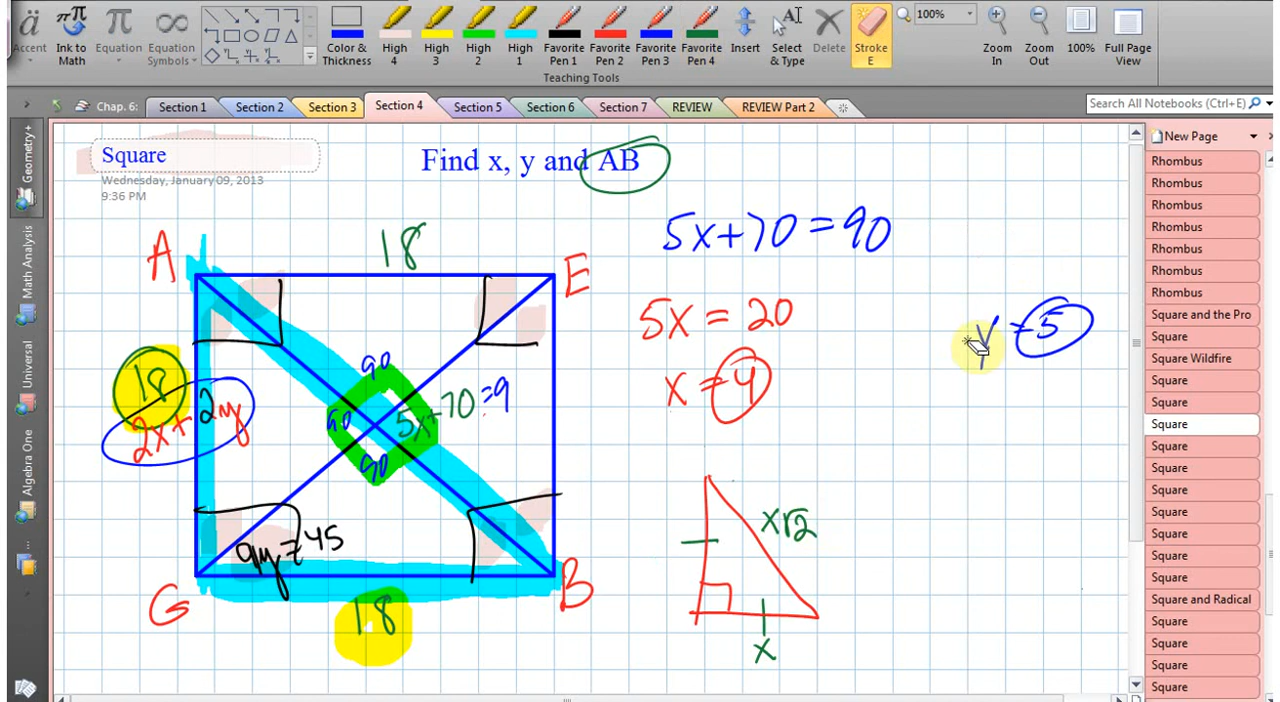 ä
Accent
Ink to Math
π
Equation
∞
Equation Symbols
Color & Thickness
High 4
High 3
High 2
High 1
Favorite Pen 1
Favorite Pen 2
Favorite Pen 3
Favorite Pen 4
Insert
Select & Type
Delete
Stroke E
100%
Zoom In
Zoom Out
100%
Full Page View
Teaching Tools
Chap. 6:
Section 1
Section 2
Section 3
Section 4
Section 5
Section 6
Section 7
REVIEW
REVIEW Part 2
Search All Notebooks (Ctrl+E)
Geometry+
Math Analysis
Universal
Algebra One
Square
Wednesday, January 09, 2013
9:36 PM
Find x, y and AB
5x+70=90
5x = 20
x = 4
y = 5
A
18
E
18
2x+2y
90
90
90
5x+70=9
9y=45
G
18
B
x√2
x
New Page
Rhombus
Rhombus
Rhombus
Rhombus
Rhombus
Rhombus
Rhombus
Square and the Pro
Square
Square Wildfire
Square
Square
Square
Square
Square
Square
Square
Square
Square
Square
Square and Radical
Square
Square
Square
Square